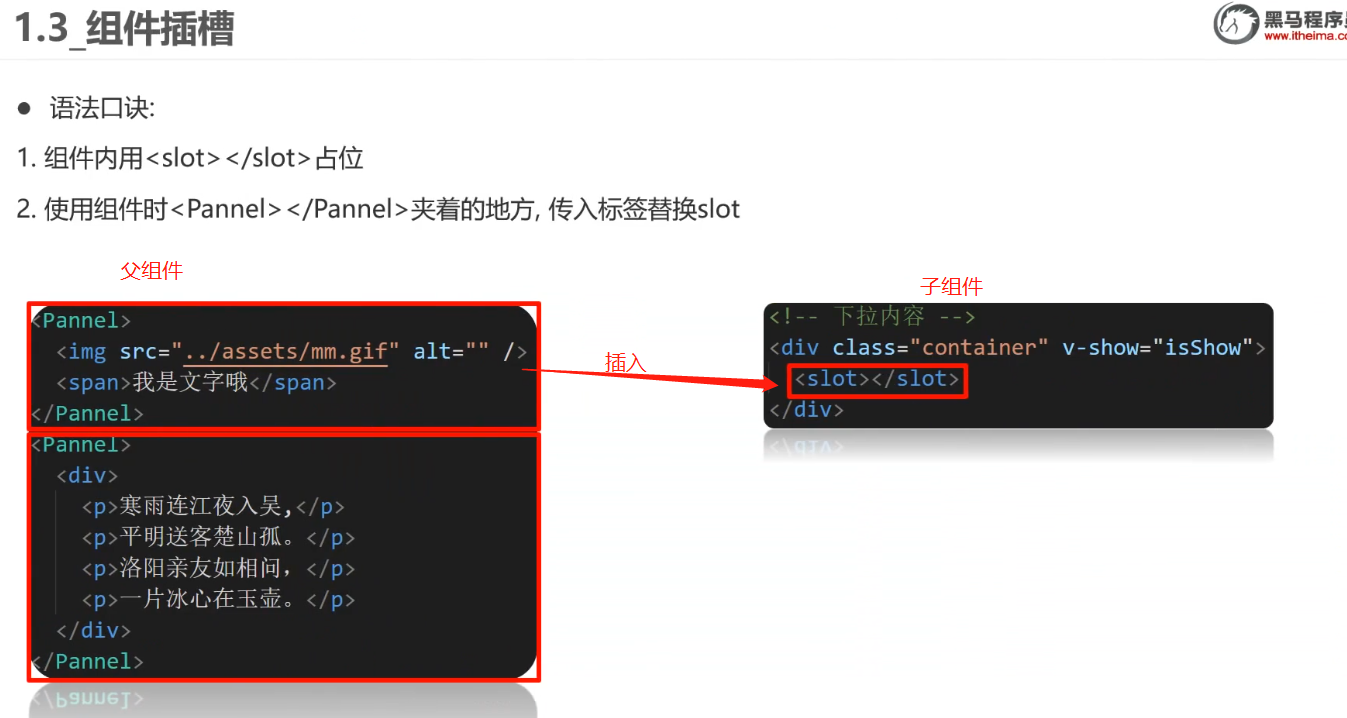 1.3_组件插槽
黑马程序员
www.itheima.co
● 语法口诀:
1. 组件内用<slot></slot>占位
2. 使用组件时<Pannel></Pannel>夹着的地方, 传入标签替换slot
父组件
<Pannel>
<img src="../assets/mm.gif" alt="" />
<span>我是文字哦</span>
</Pannel>
<Pannel>
<div>
<p>寒雨连江夜入吴,</p>
<p>平明送客楚山孤。</p>
<p>洛阳亲友如相问，</p>
<p>一片冰心在玉壶。</p>
</div>
</Pannel>
插入
子组件
<!-- 下拉内容 -->
<div class="container" v-show="isShow">
<slot></slot>
</div>